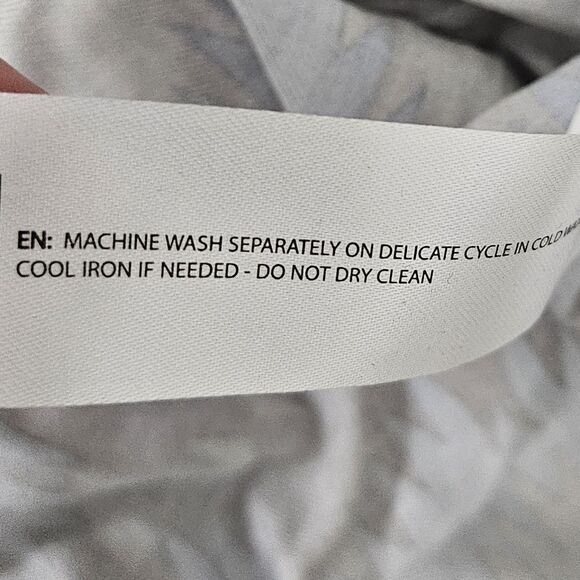 EN: MACHINE WASH SEPARATELY ON DELICATE CYCLE IN COLD
COOL IRON IF NEEDED - DO NOT DRY CLEAN